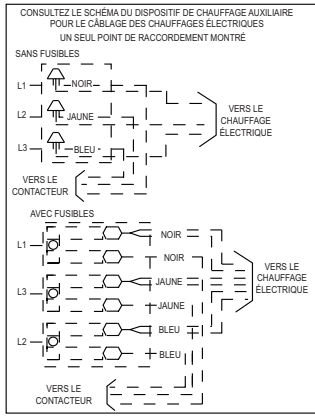 CONSULTEZ LE SCHÉMA DU DISPOSITIF DE CHAUFFAGE AUXILIAIRE
POUR LE CÂBLAGE DES CHAUFFAGES ÉLECTRIQUES
UN SEUL POINT DE RACCORDEMENT MONTRÉ
SANS FUSIBLES
L1
NOIR
L2
JAUNE
L3
BLEU
VERS LE
CHAUFFAGE
ÉLECTRIQUE
VERS LE
CONTACTEUR
AVEC FUSIBLES
L1
NOIR
NOIR
L3
JAUNE
JAUNE
L2
BLEU
BLEU
VERS LE
CHAUFFAGE
ÉLECTRIQUE
VERS LE
CONTACTEUR